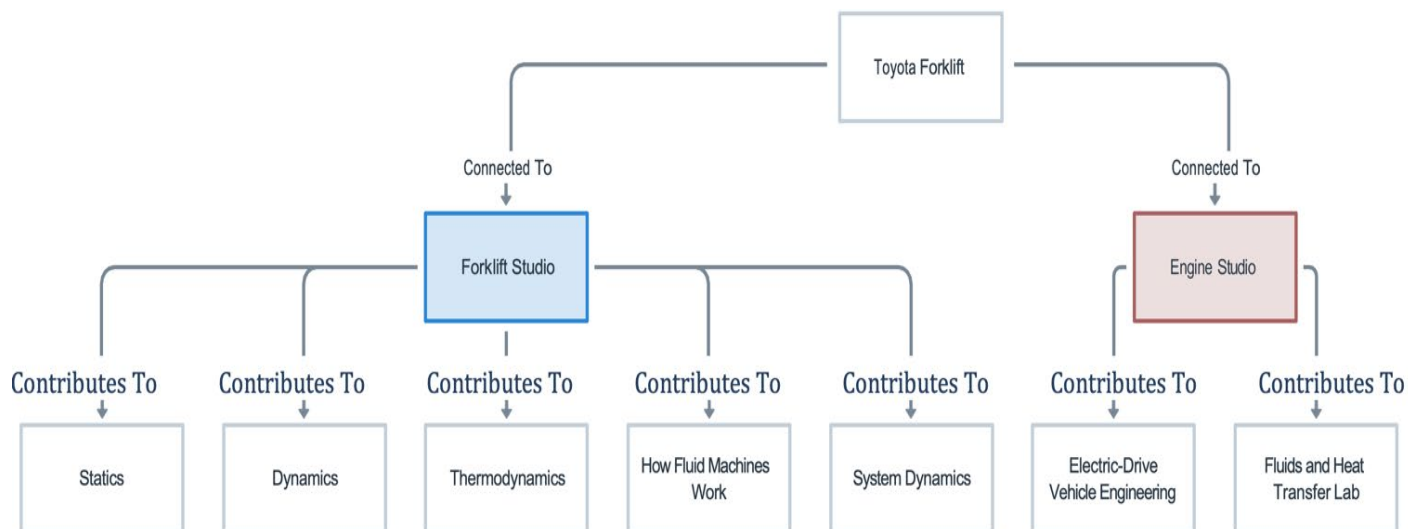 Toyota Forklift
Connected To
Connected To
Forklift Studio
Engine Studio
Contributes To
Contributes To
Contributes To
Contributes To
Contributes To
Contributes To
Contributes To
Statics
Dynamics
Thermodynamics
How Fluid Machines
Work
System Dynamics
Electric-Drive
Vehicle Engineering
Fluids and Heat
Transfer Lab